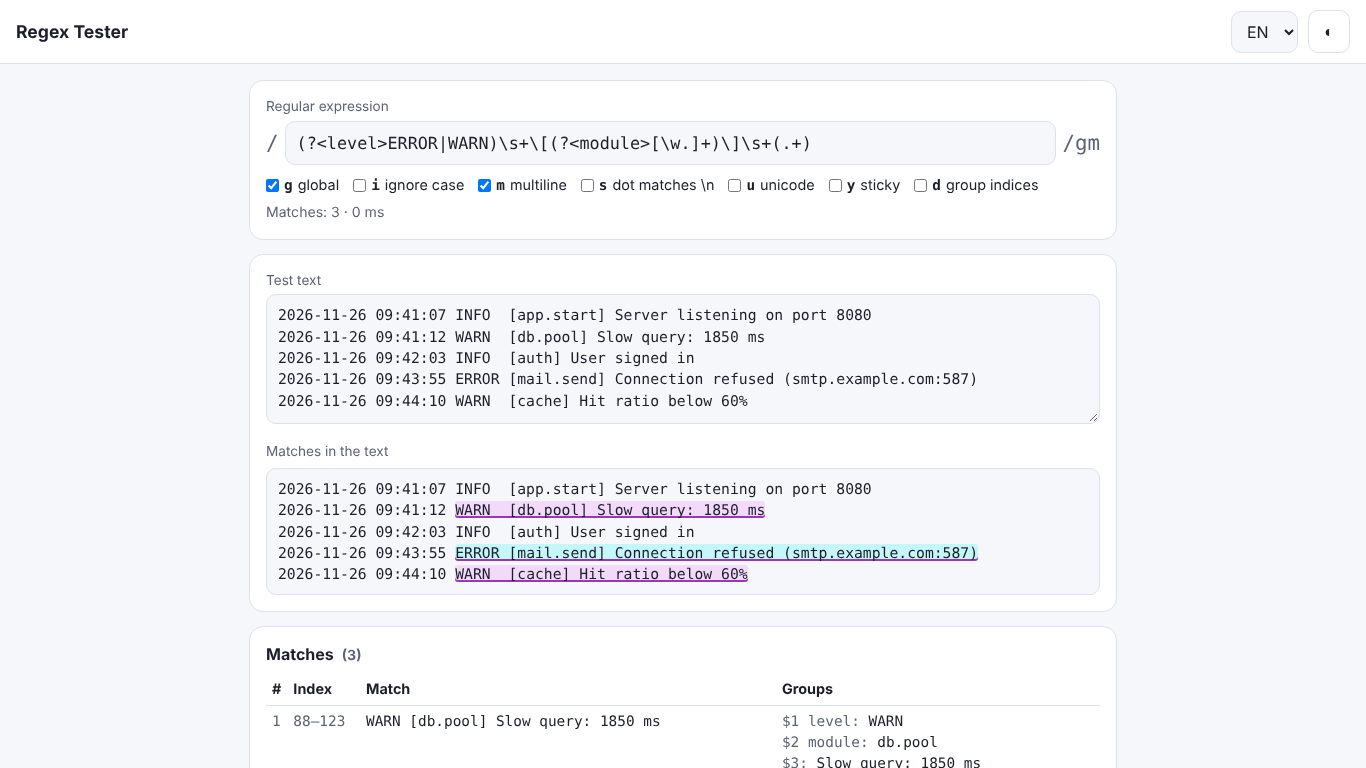 Regex Tester
EN
Regular expression
/ (?<level>ERROR|WARN)\s+\[(?<module>[\w.]+)\]\s+(.+) /gm
g global i ignore case m multiline s dot matches \n u unicode y sticky d group indices
Matches: 3 · 0 ms
Test text
2026-11-26 09:41:07 INFO  [app.start] Server listening on port 8080
2026-11-26 09:41:12 WARN  [db.pool] Slow query: 1850 ms
2026-11-26 09:42:03 INFO  [auth] User signed in
2026-11-26 09:43:55 ERROR [mail.send] Connection refused (smtp.example.com:587)
2026-11-26 09:44:10 WARN  [cache] Hit ratio below 60%
Matches in the text
2026-11-26 09:41:07 INFO  [app.start] Server listening on port 8080
2026-11-26 09:41:12 WARN  [db.pool] Slow query: 1850 ms
2026-11-26 09:42:03 INFO  [auth] User signed in
2026-11-26 09:43:55 ERROR [mail.send] Connection refused (smtp.example.com:587)
2026-11-26 09:44:10 WARN  [cache] Hit ratio below 60%
Matches (3)
# Index Match Groups
1 88–123 WARN [db.pool] Slow query: 1850 ms $1 level: WARN
$2 module: db.pool
$3: Slow query: 1850 ms